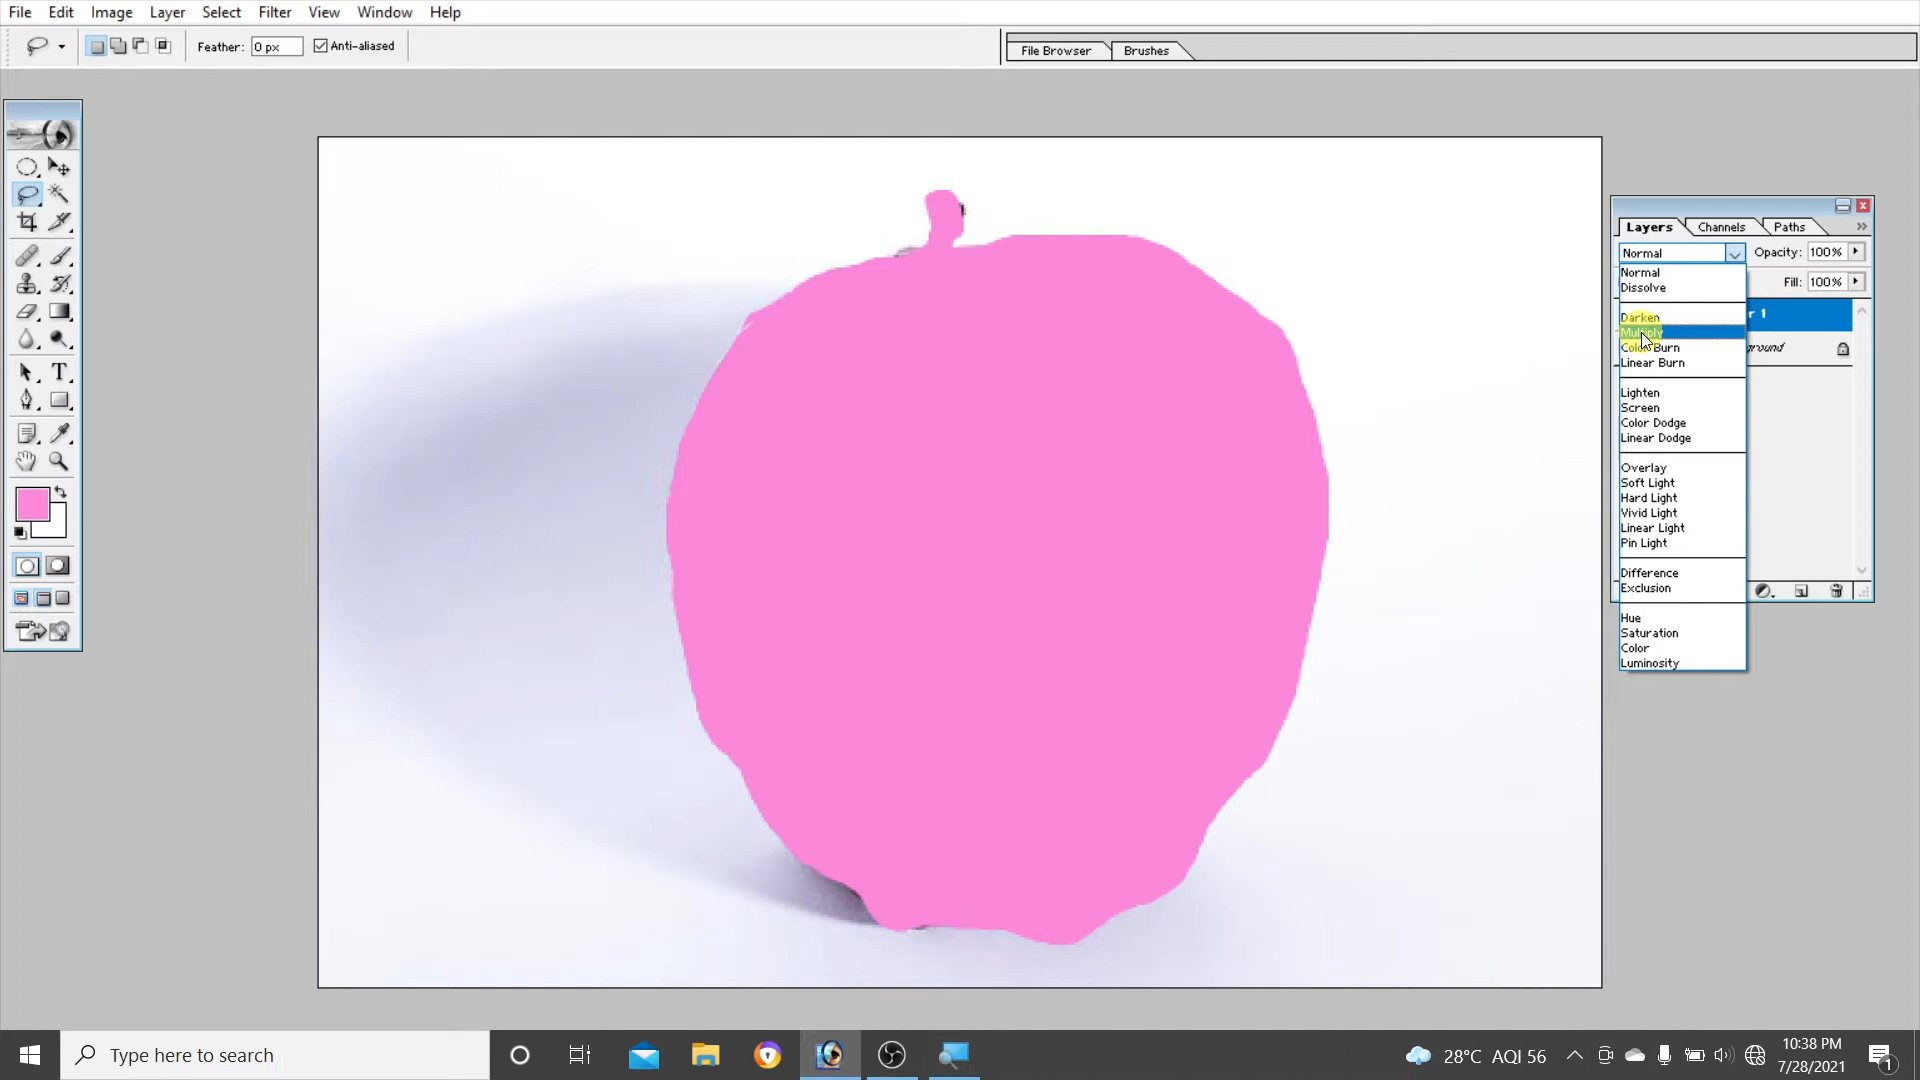 File Edit Image Layer Select Filter View Window Help
Feather: 0 px Anti-aliased
File Browser Brushes
Layers Channels Paths
Normal Opacity: 100%
Normal
Dissolve
Fill: 100%
Darken
r 1
Multiply
Color Burn
ground
Linear Burn
Lighten
Screen
Color Dodge
Linear Dodge
Overlay
Soft Light
Hard Light
Vivid Light
Linear Light
Pin Light
Difference
Exclusion
Hue
Saturation
Color
Luminosity
T
Type here to search
28°C AQI 56
10:38 PM
7/28/2021
1